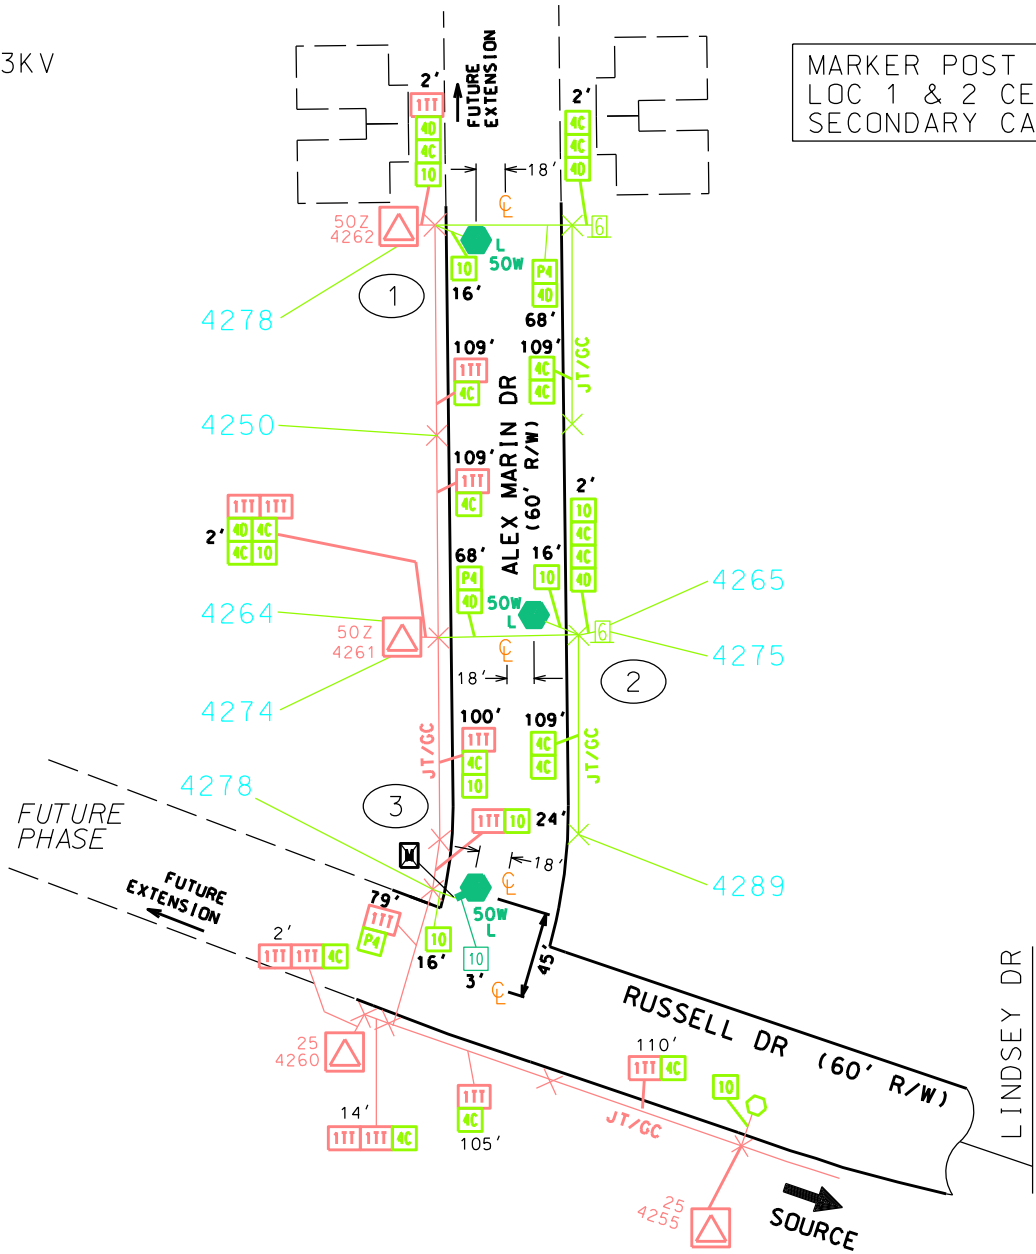 3KV
MARKER POST
LOC 1 & 2 CE
SECONDARY CA
2'
1TT
4D
4C
10
FUTURE
EXTENSION
2'
4C
4C
4D
18'
℄
50Z
4262
6
L
50W
10
16'
P4
4D
68'
1
4278
109'
1TT
4C
109'
4C
4C
JT/GC
4250
ALEX MARIN DR
(60' R/W)
109'
1TT
4C
2'
10
4C
4C
4D
1TT 1TT
4D 4C
4C 10
2'
68'
P4
4D
16'
10
50W
L
4265
4264
50Z
4261
6
4275
℄
18'
2
4274
100'
1TT
4C
10
109'
4C
4C
JT/GC
JT/GC
4278
3
FUTURE
PHASE
1TT 10 24'
M
18'
℄
4289
FUTURE
EXTENSION
79'
1TT
P4
50W
L
10
16'
10
3'
45'
℄
2'
1TT 1TT 4C
RUSSELL DR (60' R/W)
LINDSEY DR
25
4260
110'
1TT 4C
10
1TT
4C
105'
14'
1TT 1TT 4C
JT/GC
25
4255
SOURCE